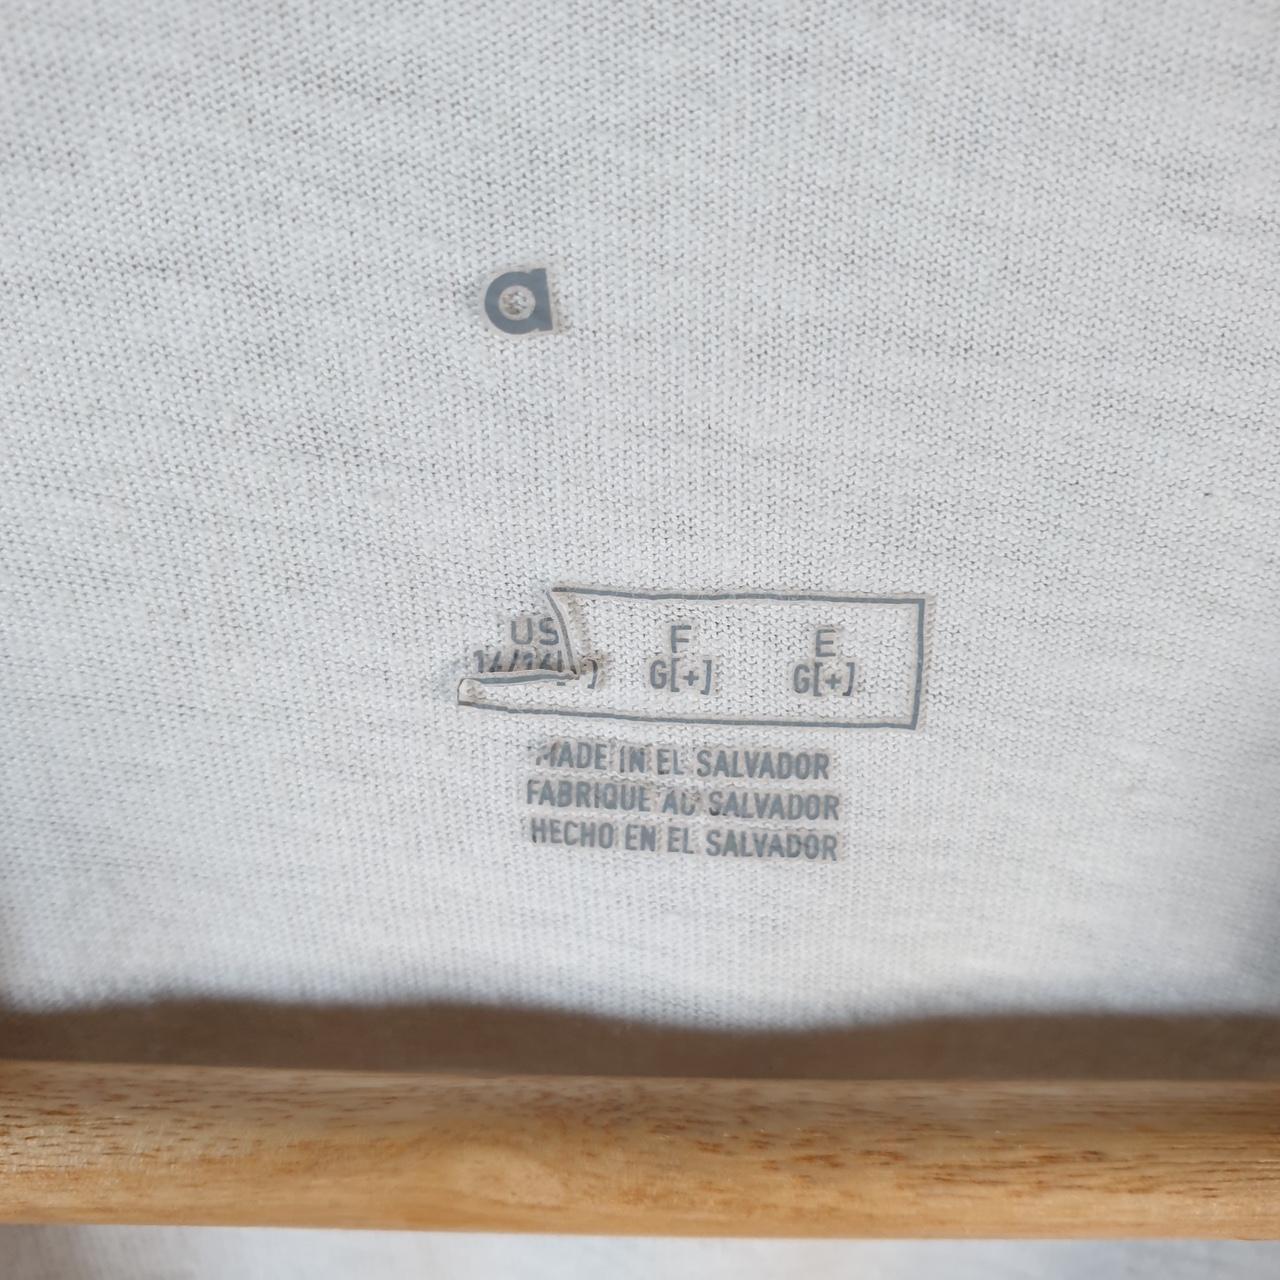 a
US F E
G[+] G[+]
MADE IN EL SALVADOR
FABRIQUE AU SALVADOR
HECHO EN EL SALVADOR